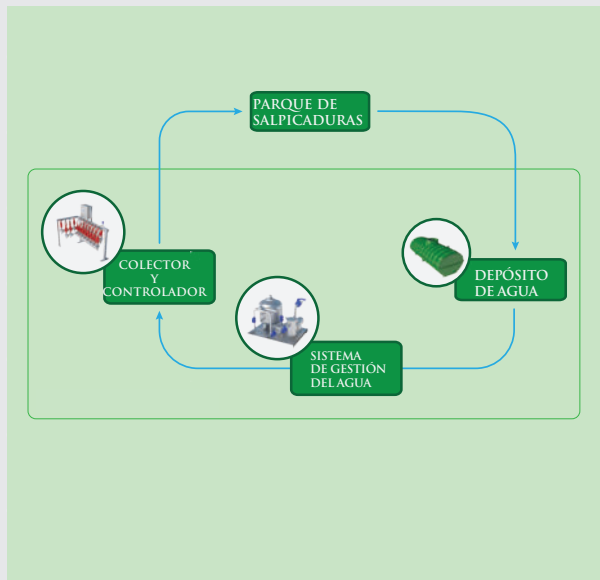 PARQUE DE
SALPICADURAS
COLECTOR
Y
CONTROLADOR
DEPÓSITO
DE AGUA
SISTEMA
DE GESTIÓN
DEL AGUA